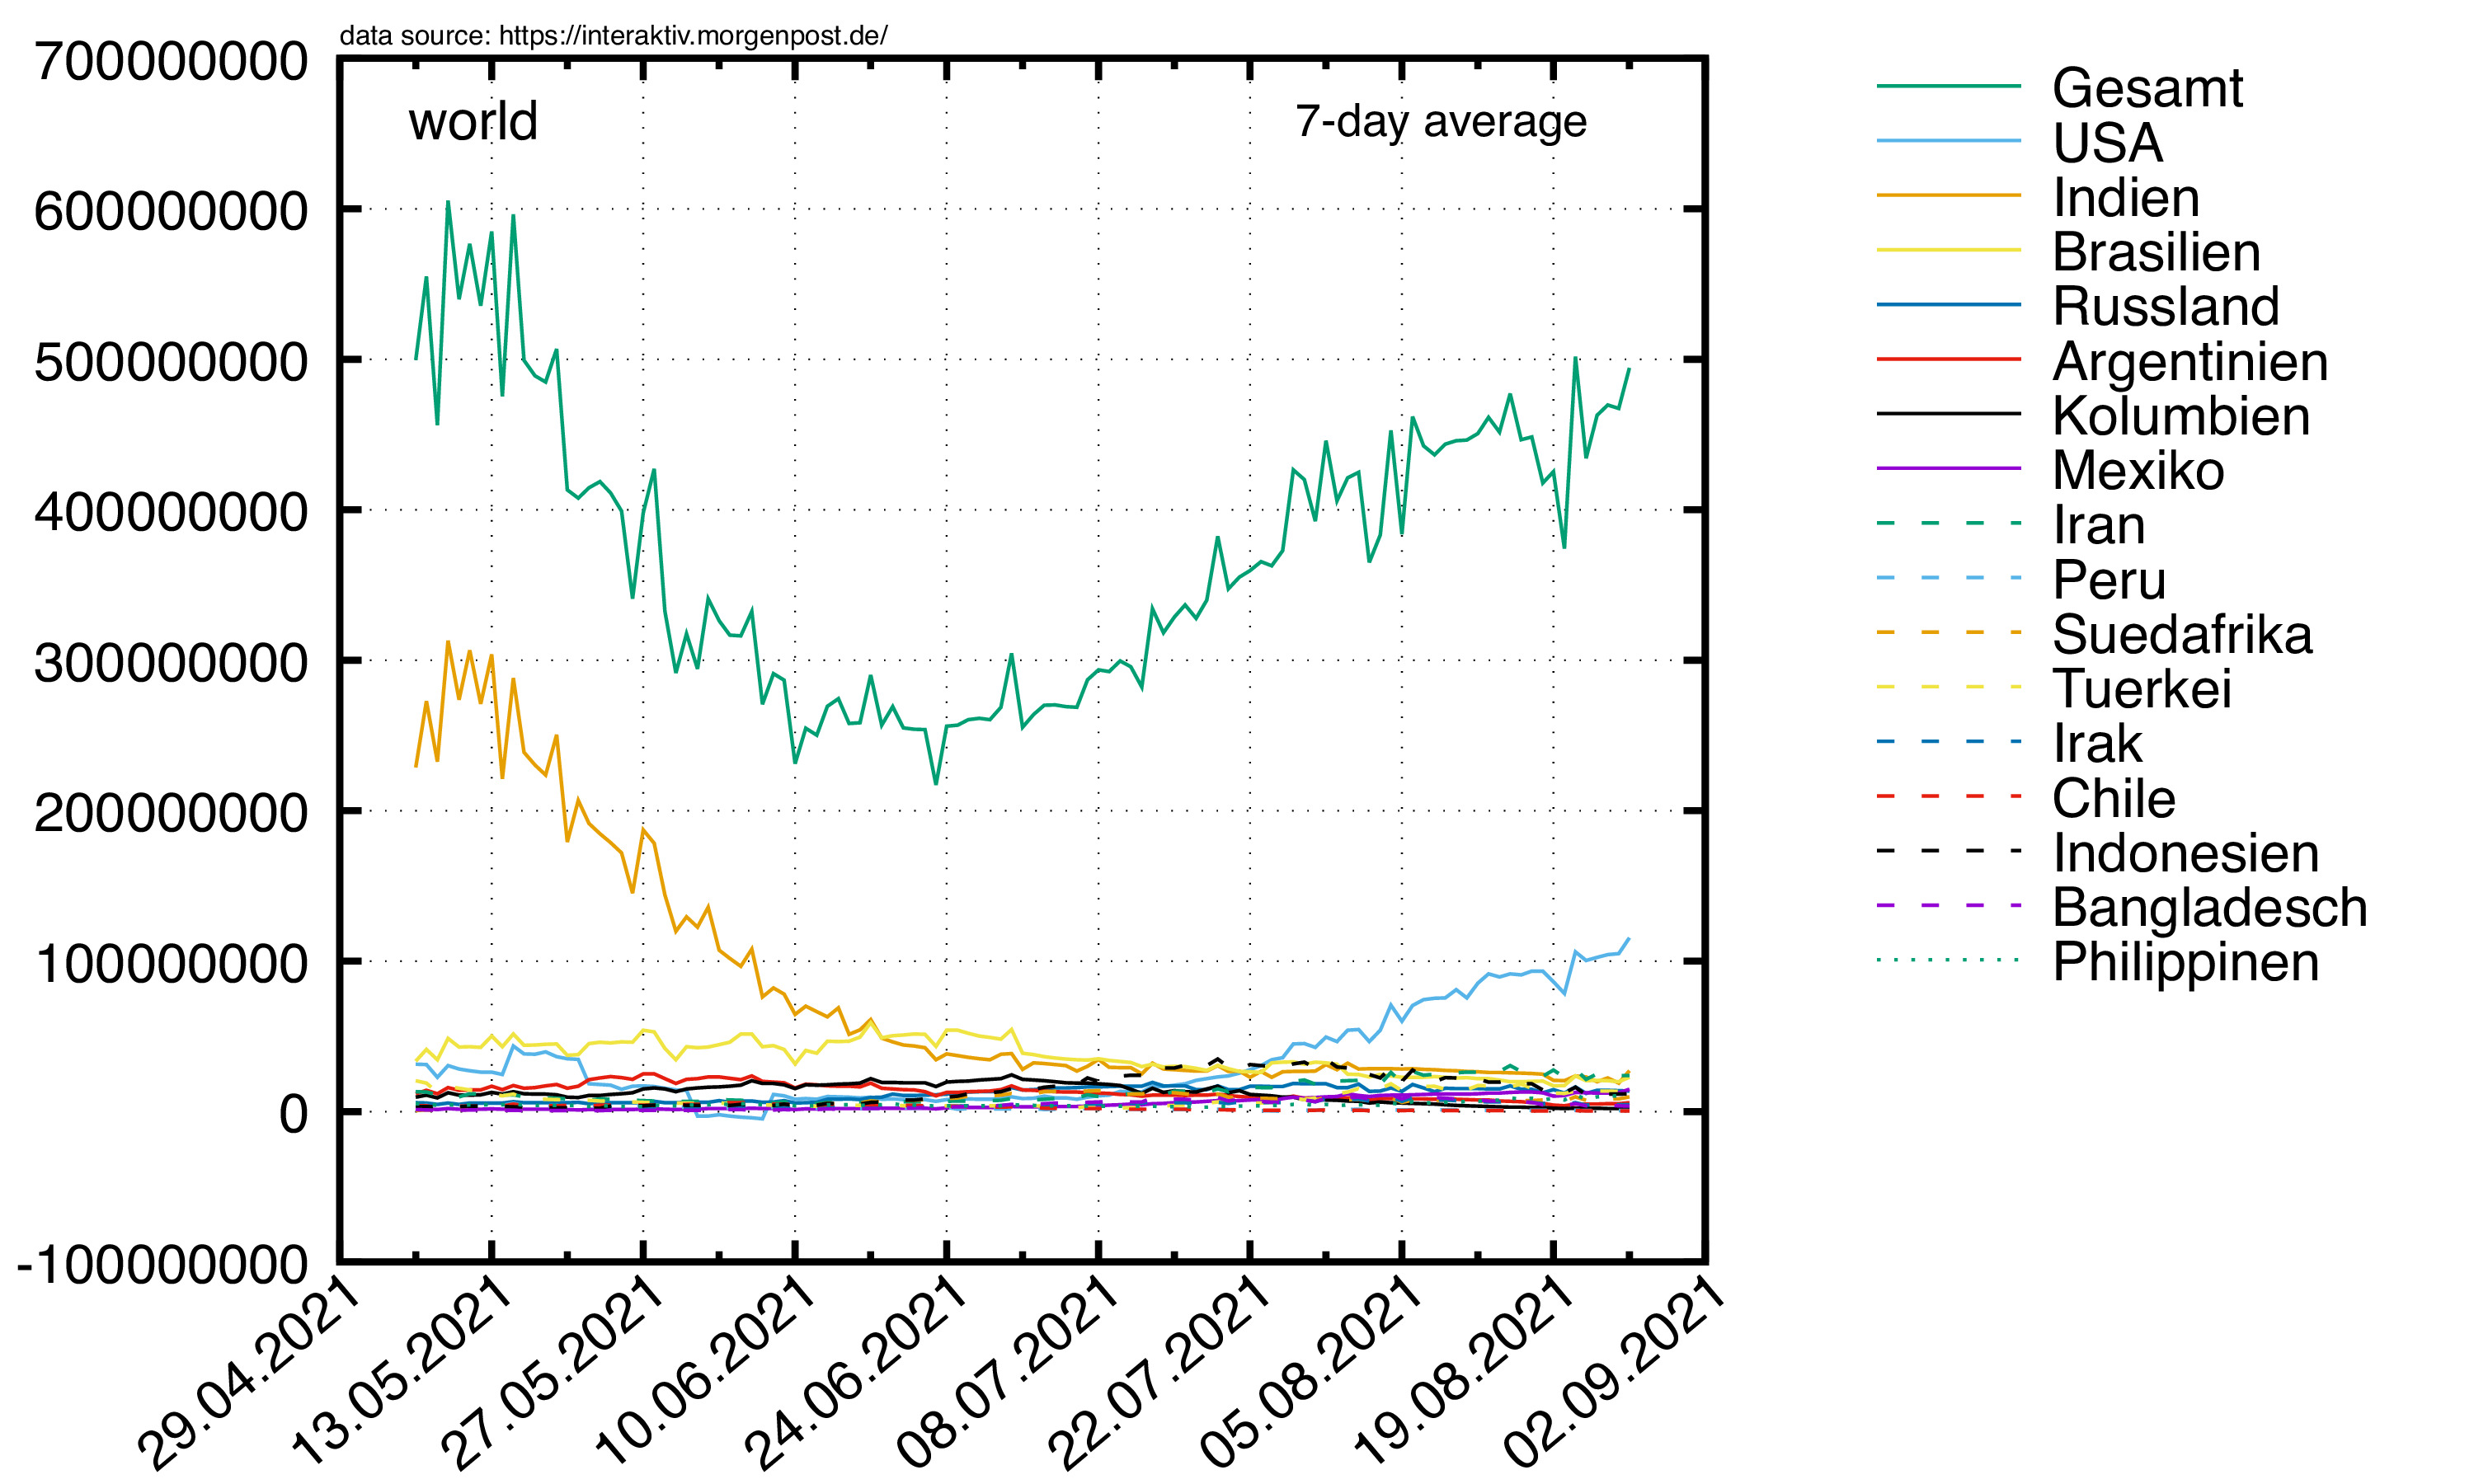 data source: https://interaktiv.morgenpost.de/
world
7-day average
700000000
600000000
500000000
400000000
300000000
200000000
100000000
0
-100000000
29.04.2021
13.05.2021
27.05.2021
10.06.2021
24.06.2021
08.07.2021
22.07.2021
05.08.2021
19.08.2021
02.09.2021
Gesamt
USA
Indien
Brasilien
Russland
Argentinien
Kolumbien
Mexiko
Iran
Peru
Suedafrika
Tuerkei
Irak
Chile
Indonesien
Bangladesch
Philippinen